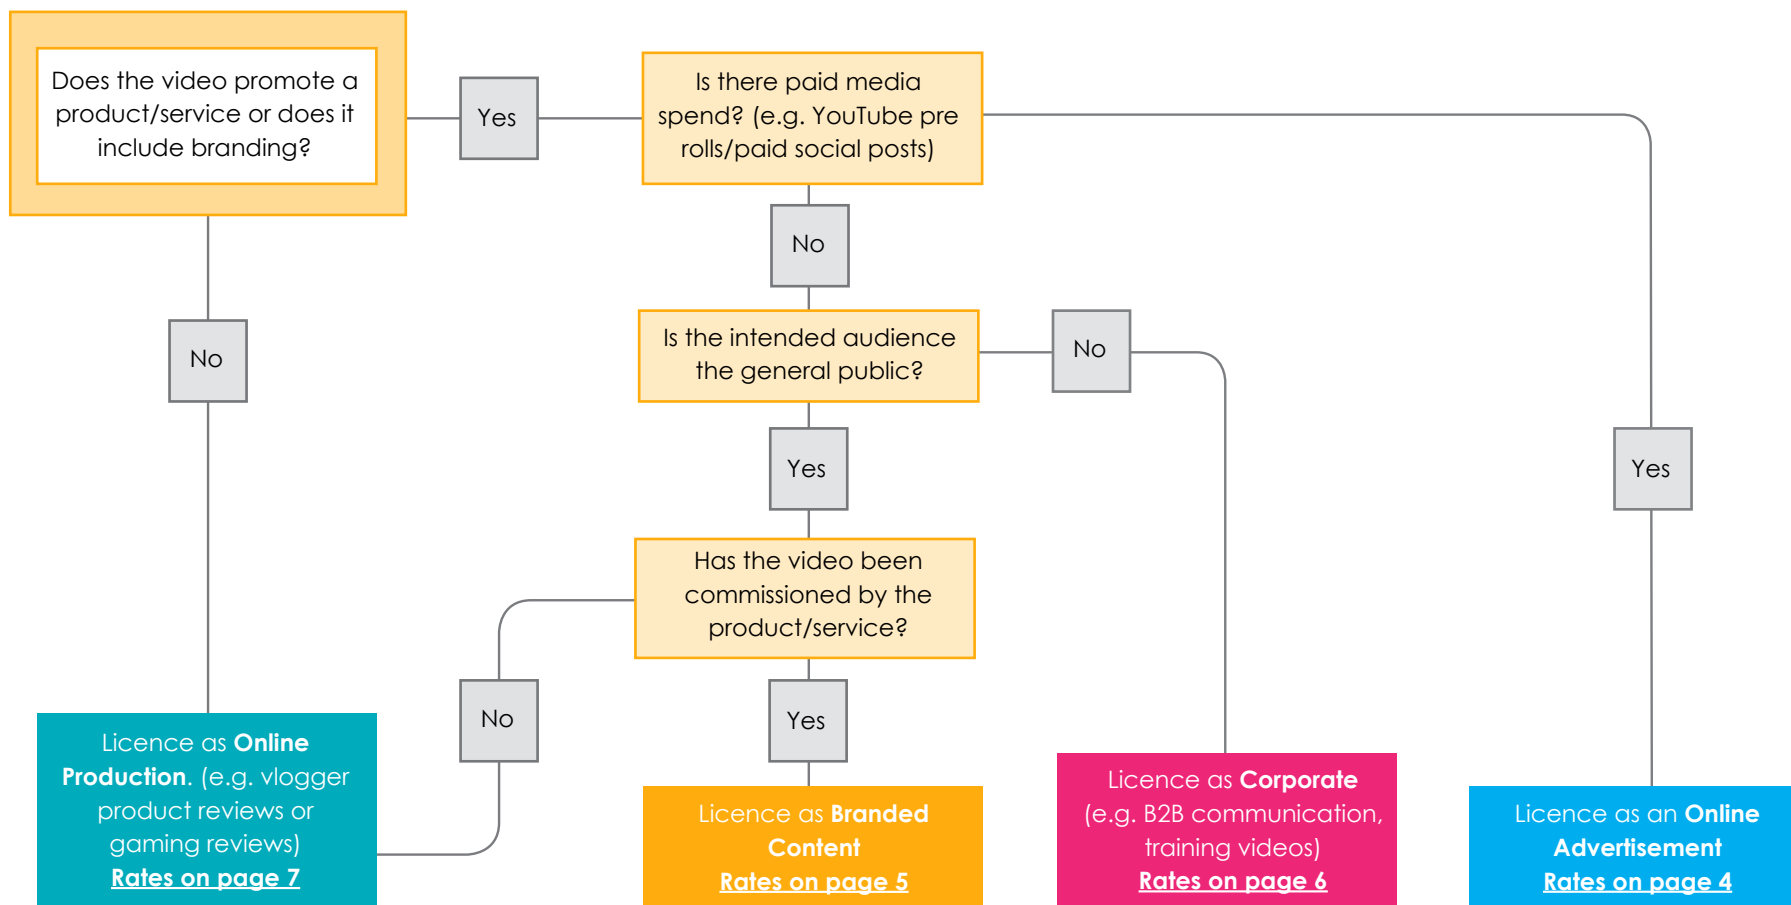 Does the video promote a
product/service or does it
include branding?
Yes
Is there paid media
spend? (e.g. YouTube pre
rolls/paid social posts)
No
No
Is the intended audience
the general public?
No
Yes
Yes
Has the video been
commissioned by the
product/service?
No
Yes
Licence as Online
Production. (e.g. vlogger
product reviews or
gaming reviews)
Rates on page 7
Licence as Branded
Content
Rates on page 5
Licence as Corporate
(e.g. B2B communication,
training videos)
Rates on page 6
Licence as an Online
Advertisement
Rates on page 4